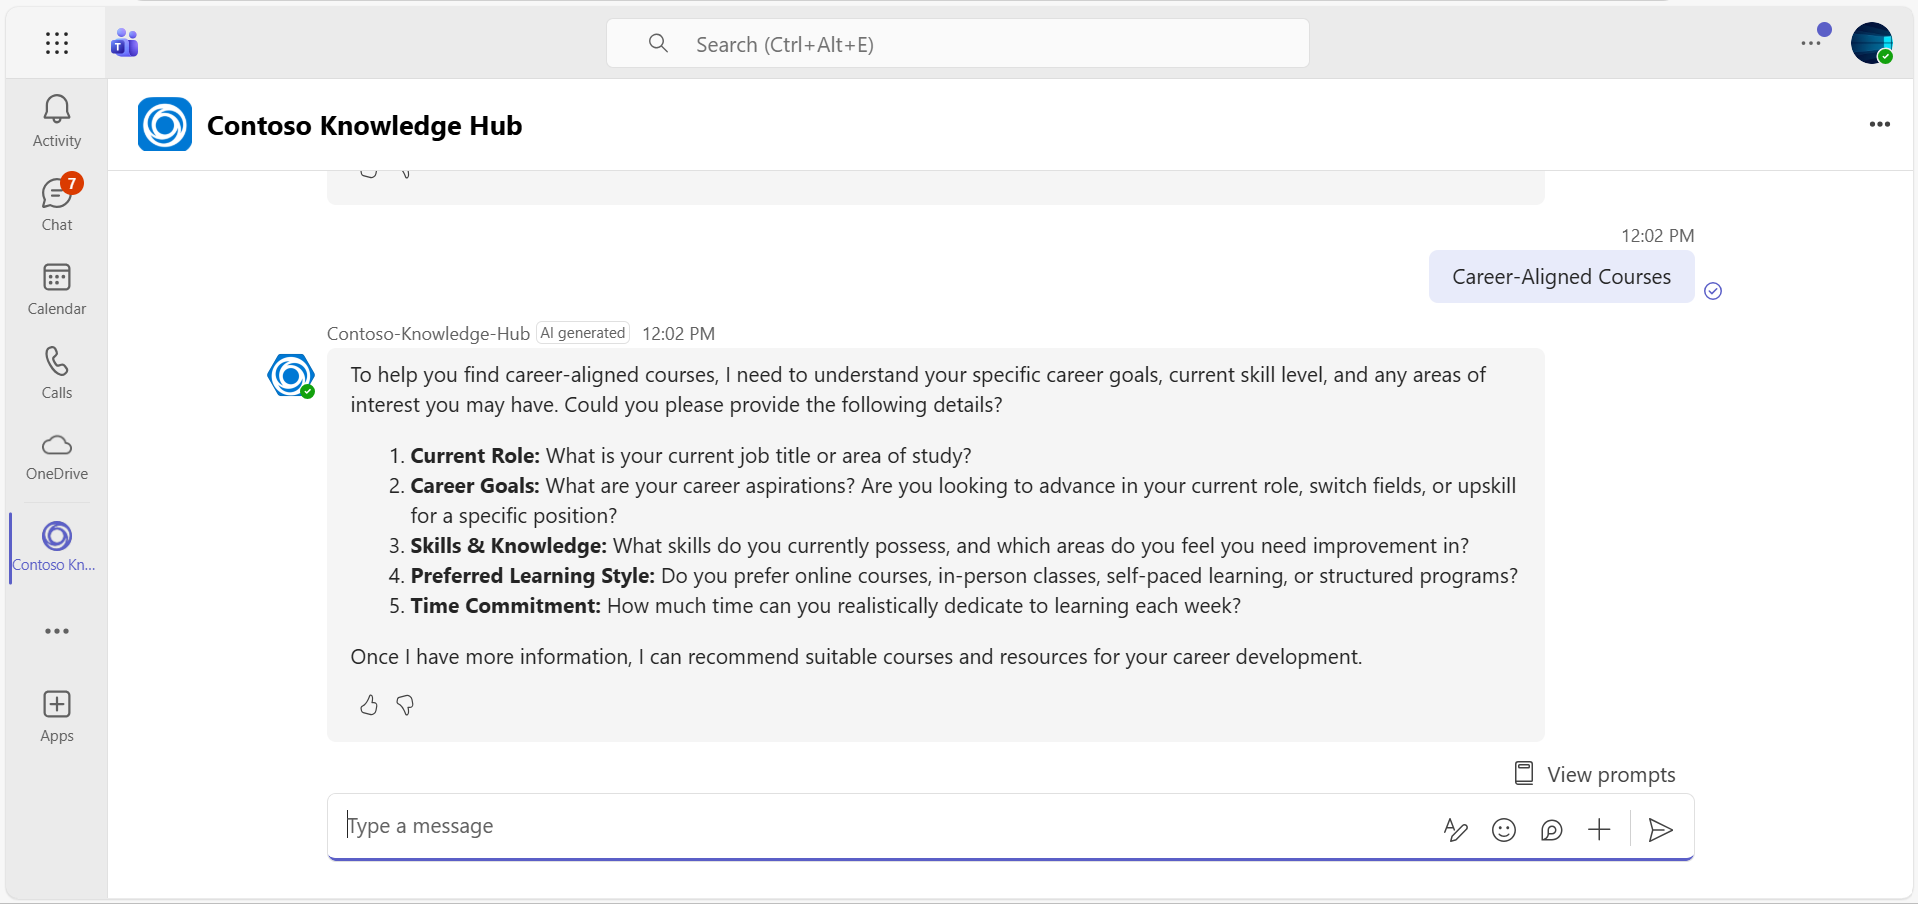 Search (Ctrl+Alt+E)
Activity
7
Chat
Calendar
Calls
OneDrive
Contoso Kn...
Apps
Contoso Knowledge Hub
12:02 PM
Career-Aligned Courses
Contoso-Knowledge-Hub AI generated 12:02 PM
To help you find career-aligned courses, I need to understand your specific career goals, current skill level, and any areas of
interest you may have. Could you please provide the following details?
1. Current Role: What is your current job title or area of study?
2. Career Goals: What are your career aspirations? Are you looking to advance in your current role, switch fields, or upskill
for a specific position?
3. Skills & Knowledge: What skills do you currently possess, and which areas do you feel you need improvement in?
4. Preferred Learning Style: Do you prefer online courses, in-person classes, self-paced learning, or structured programs?
5. Time Commitment: How much time can you realistically dedicate to learning each week?
Once I have more information, I can recommend suitable courses and resources for your career development.
View prompts
Type a message